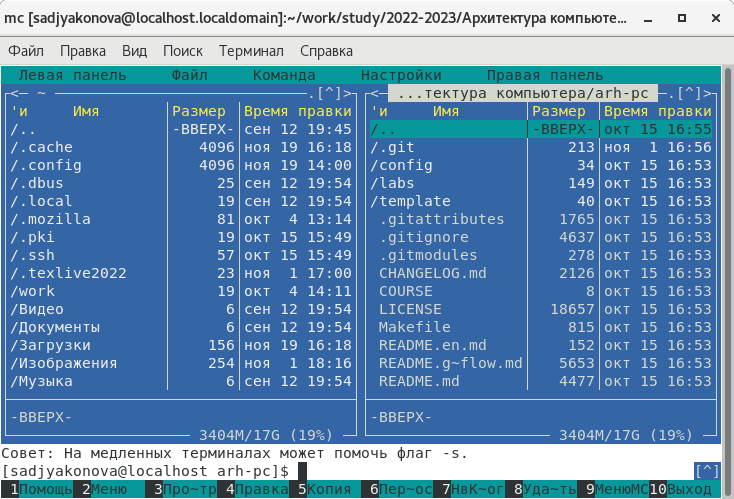 mc [sadjyakonova@localhost.localdomain]:~/work/study/2022-2023/Архитектура компьюте...
Файл Правка Вид Поиск Терминал Справка
Левая панель Файл Команда Настройки Правая панель
<─ ~ .[^]> <─ ...тектура компьютера/arh-pc ─.[^]>
'и Имя Размер Время правки 'и Имя Размер Время правки
/.. -ВВЕРХ- сен 12 19:45 /.. -ВВЕРХ- окт 15 16:55
/.cache 4096 ноя 19 16:18 /.git 213 ноя 1 16:56
/.config 4096 ноя 19 14:00 /config 34 окт 15 16:53
/.dbus 25 сен 12 19:54 /labs 149 окт 15 16:53
/.local 19 сен 12 19:54 /template 40 окт 15 16:53
/.mozilla 81 окт 4 13:14 .gitattributes 1765 окт 15 16:53
/.pki 19 окт 15 15:49 .gitignore 4637 окт 15 16:53
/.ssh 57 окт 15 15:49 .gitmodules 278 окт 15 16:53
/.texlive2022 23 ноя 1 17:00 CHANGELOG.md 2126 окт 15 16:53
/work 19 окт 4 14:11 COURSE 8 окт 15 16:53
/Видео 6 сен 12 19:54 LICENSE 18657 окт 15 16:53
/Документы 6 сен 12 19:54 Makefile 815 окт 15 16:53
/Загрузки 156 ноя 19 16:18 README.en.md 152 окт 15 16:53
/Изображения 254 ноя 1 18:16 README.g~flow.md 5653 окт 15 16:53
/Музыка 6 сен 12 19:54 README.md 4477 окт 15 16:53
-ВВЕРХ- -ВВЕРХ-
3404M/17G (19%) 3404M/17G (19%)
Совет: На медленных терминалах может помочь флаг -s.
[sadjyakonova@localhost arh-pc]$ [^]
1Помощь 2Меню 3Про~тр 4Правка 5Копия 6Пер~ос 7НвК~ог 8Уда~ть 9МенюMC 10Выход